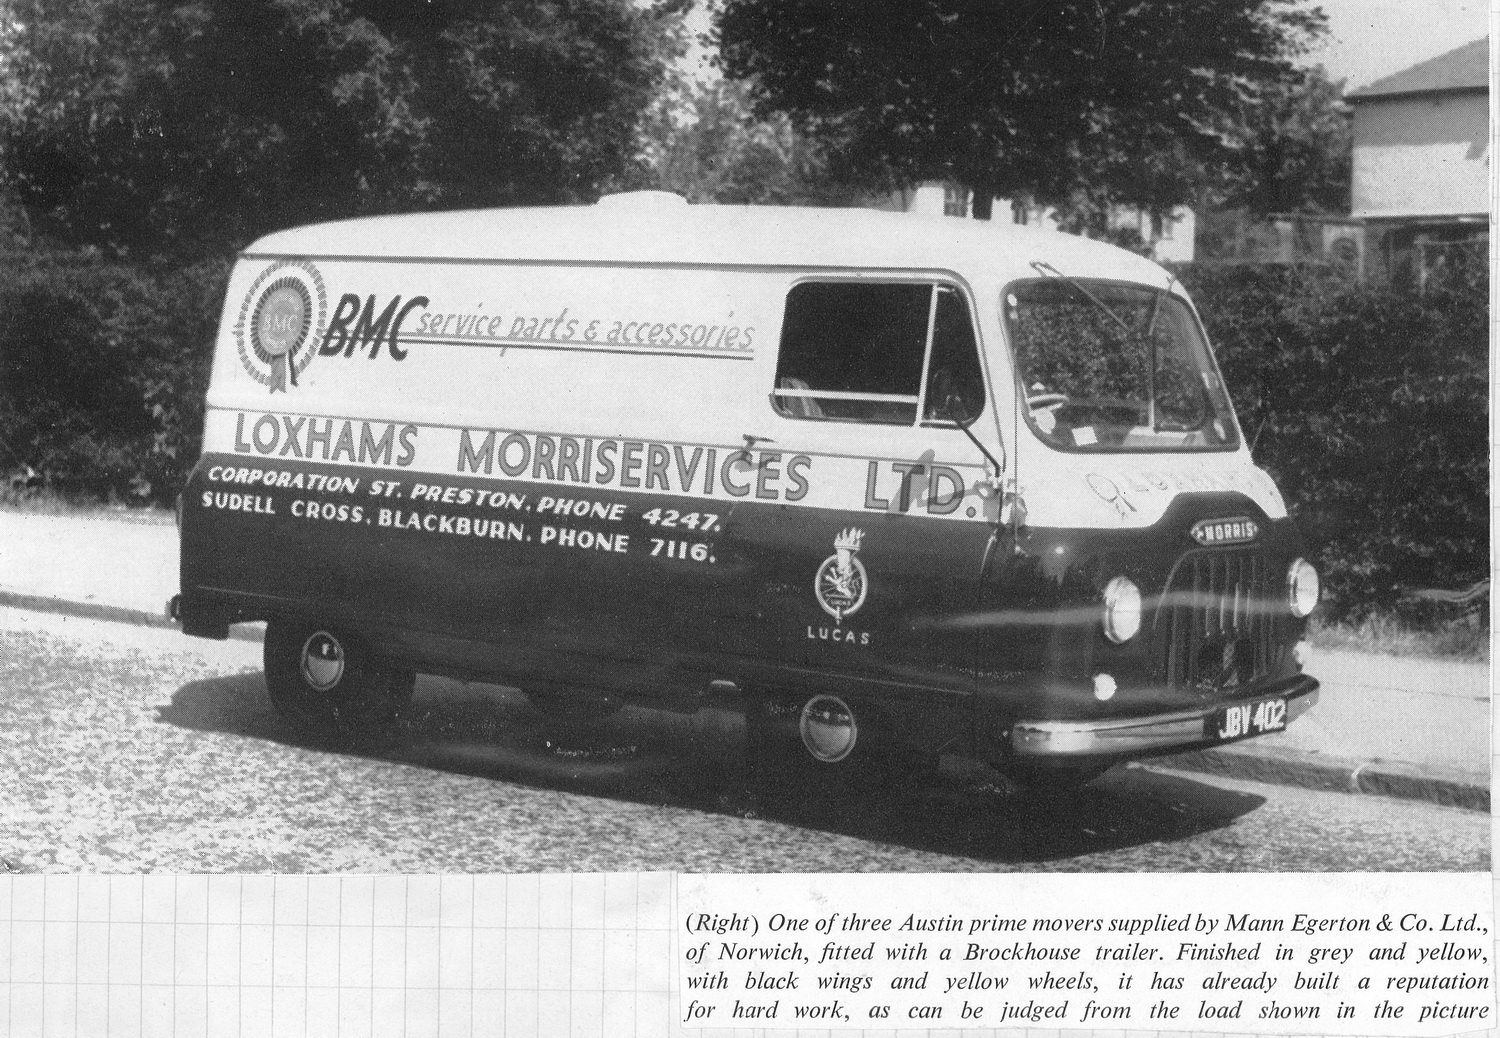 BMC
BMC service parts & accessories
LOXHAMS MORRISERVICES LTD.
CORPORATION ST. PRESTON. PHONE 4247.
SUDELL CROSS. BLACKBURN. PHONE 7116.
LUCAS
MORRIS
JBV 402
(Right) One of three Austin prime movers supplied by Mann Egerton & Co. Ltd.,
of Norwich, fitted with a Brockhouse trailer. Finished in grey and yellow,
with black wings and yellow wheels, it has already built a reputation
for hard work, as can be judged from the load shown in the picture